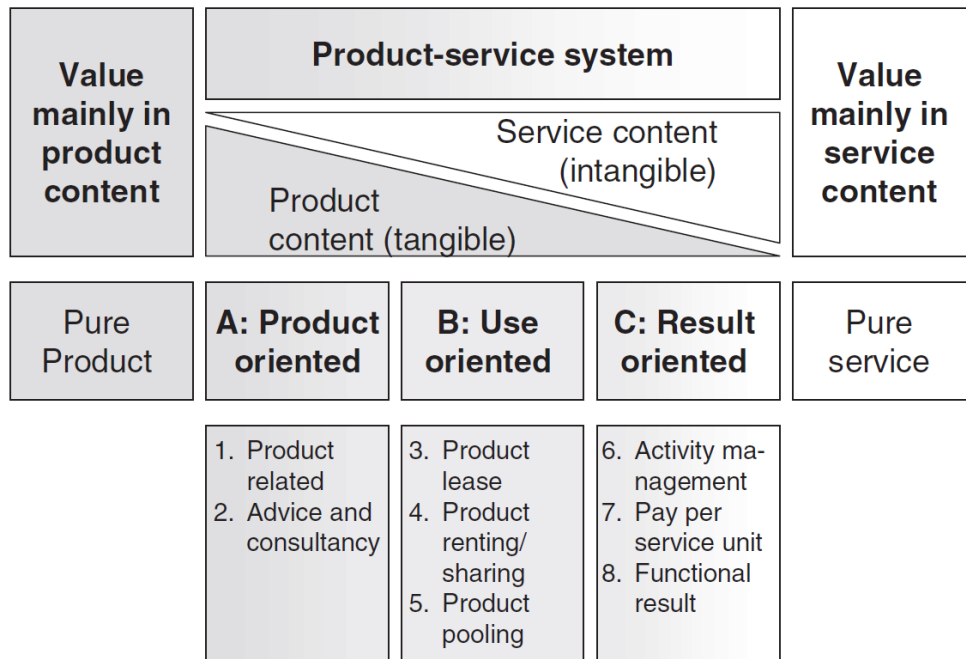 Value
mainly in
product
content
Product-service system
Service content
(intangible)
Product
content (tangible)
Value
mainly in
service
content
Pure
Product
A: Product
oriented
B: Use
oriented
C: Result
oriented
Pure
service
1. Product
related
2. Advice and
consultancy
3. Product
lease
4. Product
renting/
sharing
5. Product
pooling
6. Activity ma-
nagement
7. Pay per
service unit
8. Functional
result